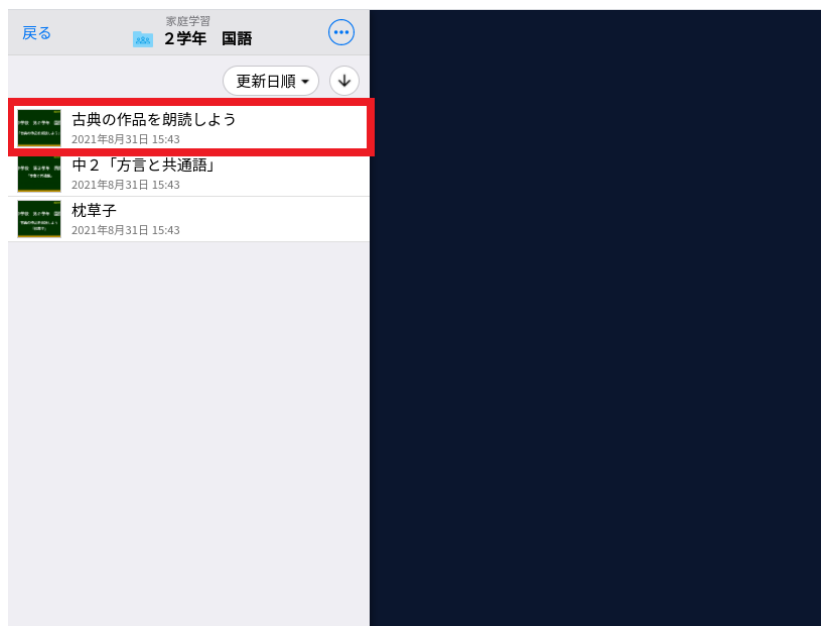 家庭学習
戻る
２学年　国語
更新日順
古典の作品を朗読しよう
2021年8月31日 15:43
中２「方言と共通語」
2021年8月31日 15:43
枕草子
2021年8月31日 15:43